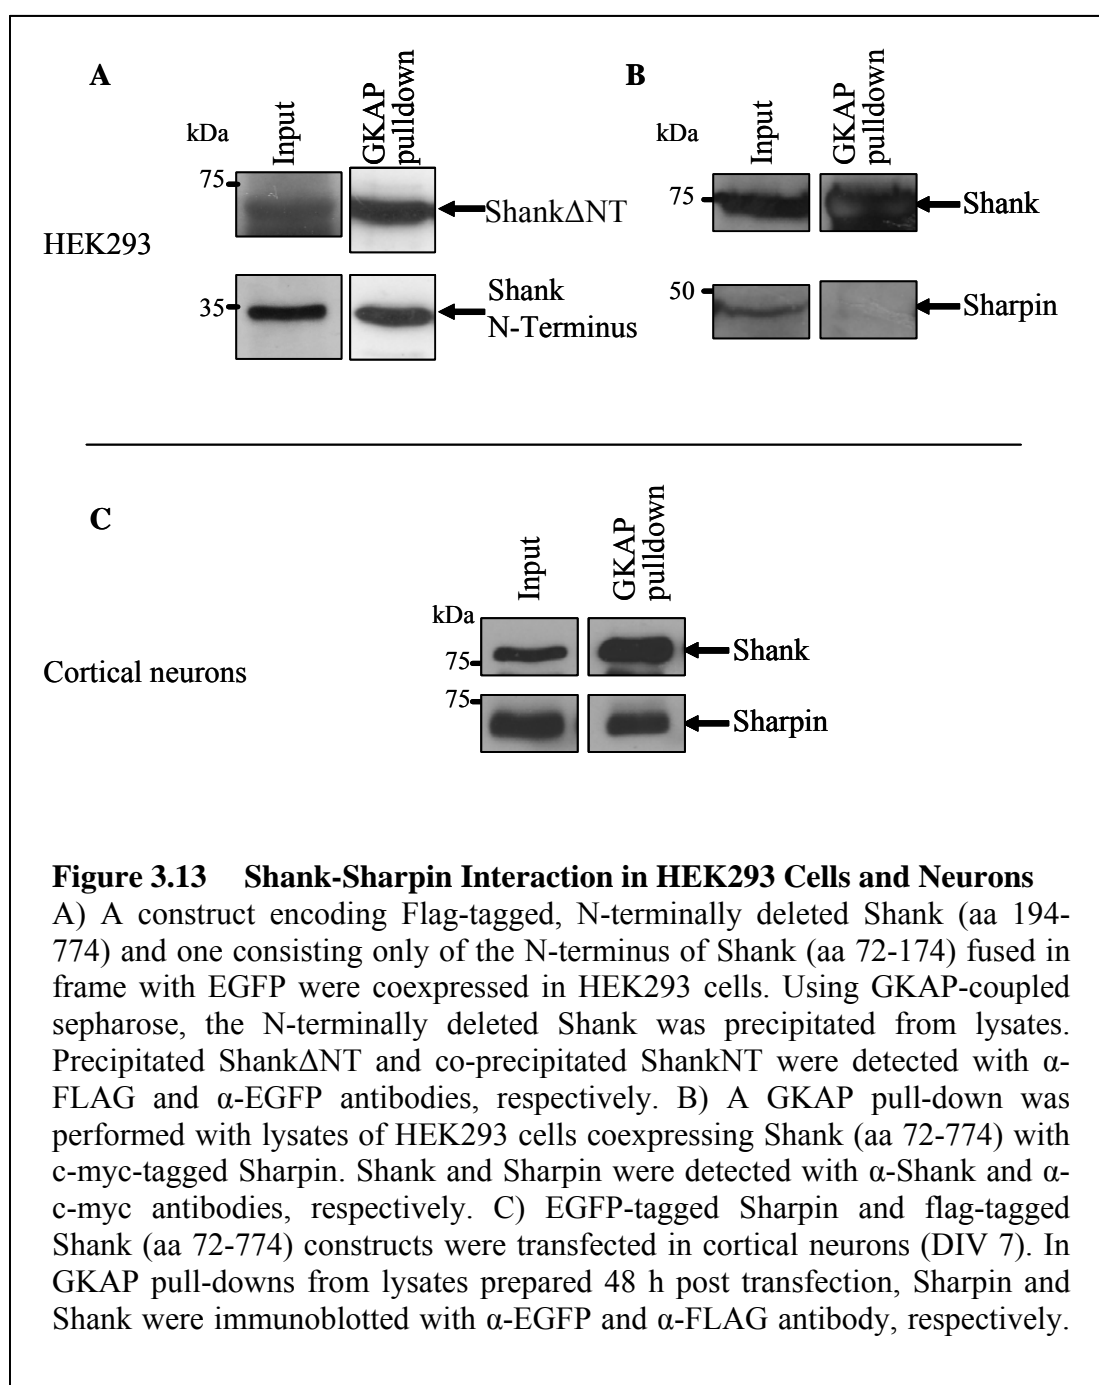 A
B
kDa
Input
GKAP
pulldown
75
ShankΔNT
HEK293
35
Shank
N-Terminus
kDa
Input
GKAP
pulldown
75
Shank
50
Sharpin
C
Input
GKAP
pulldown
kDa
75
Shank
Cortical neurons
75
Sharpin
Figure 3.13 Shank-Sharpin Interaction in HEK293 Cells and Neurons
A) A construct encoding Flag-tagged, N-terminally deleted Shank (aa 194-
774) and one consisting only of the N-terminus of Shank (aa 72-174) fused in
frame with EGFP were coexpressed in HEK293 cells. Using GKAP-coupled
sepharose, the N-terminally deleted Shank was precipitated from lysates.
Precipitated ShankΔNT and co-precipitated ShankNT were detected with α-
FLAG and α-EGFP antibodies, respectively. B) A GKAP pull-down was
performed with lysates of HEK293 cells coexpressing Shank (aa 72-774) with
c-myc-tagged Sharpin. Shank and Sharpin were detected with α-Shank and α-
c-myc antibodies, respectively. C) EGFP-tagged Sharpin and flag-tagged
Shank (aa 72-774) constructs were transfected in cortical neurons (DIV 7). In
GKAP pull-downs from lysates prepared 48 h post transfection, Sharpin and
Shank were immunoblotted with α-EGFP and α-FLAG antibody, respectively.